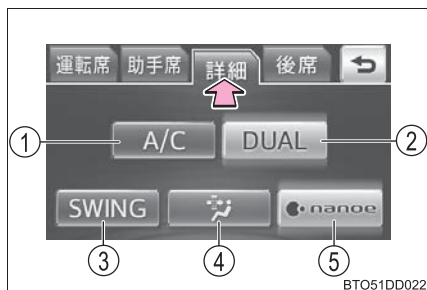 運転席 助手席 詳細 後席
① A/C DUAL ②
SWING nanoe
③ ④ ⑤
BTO51DD022